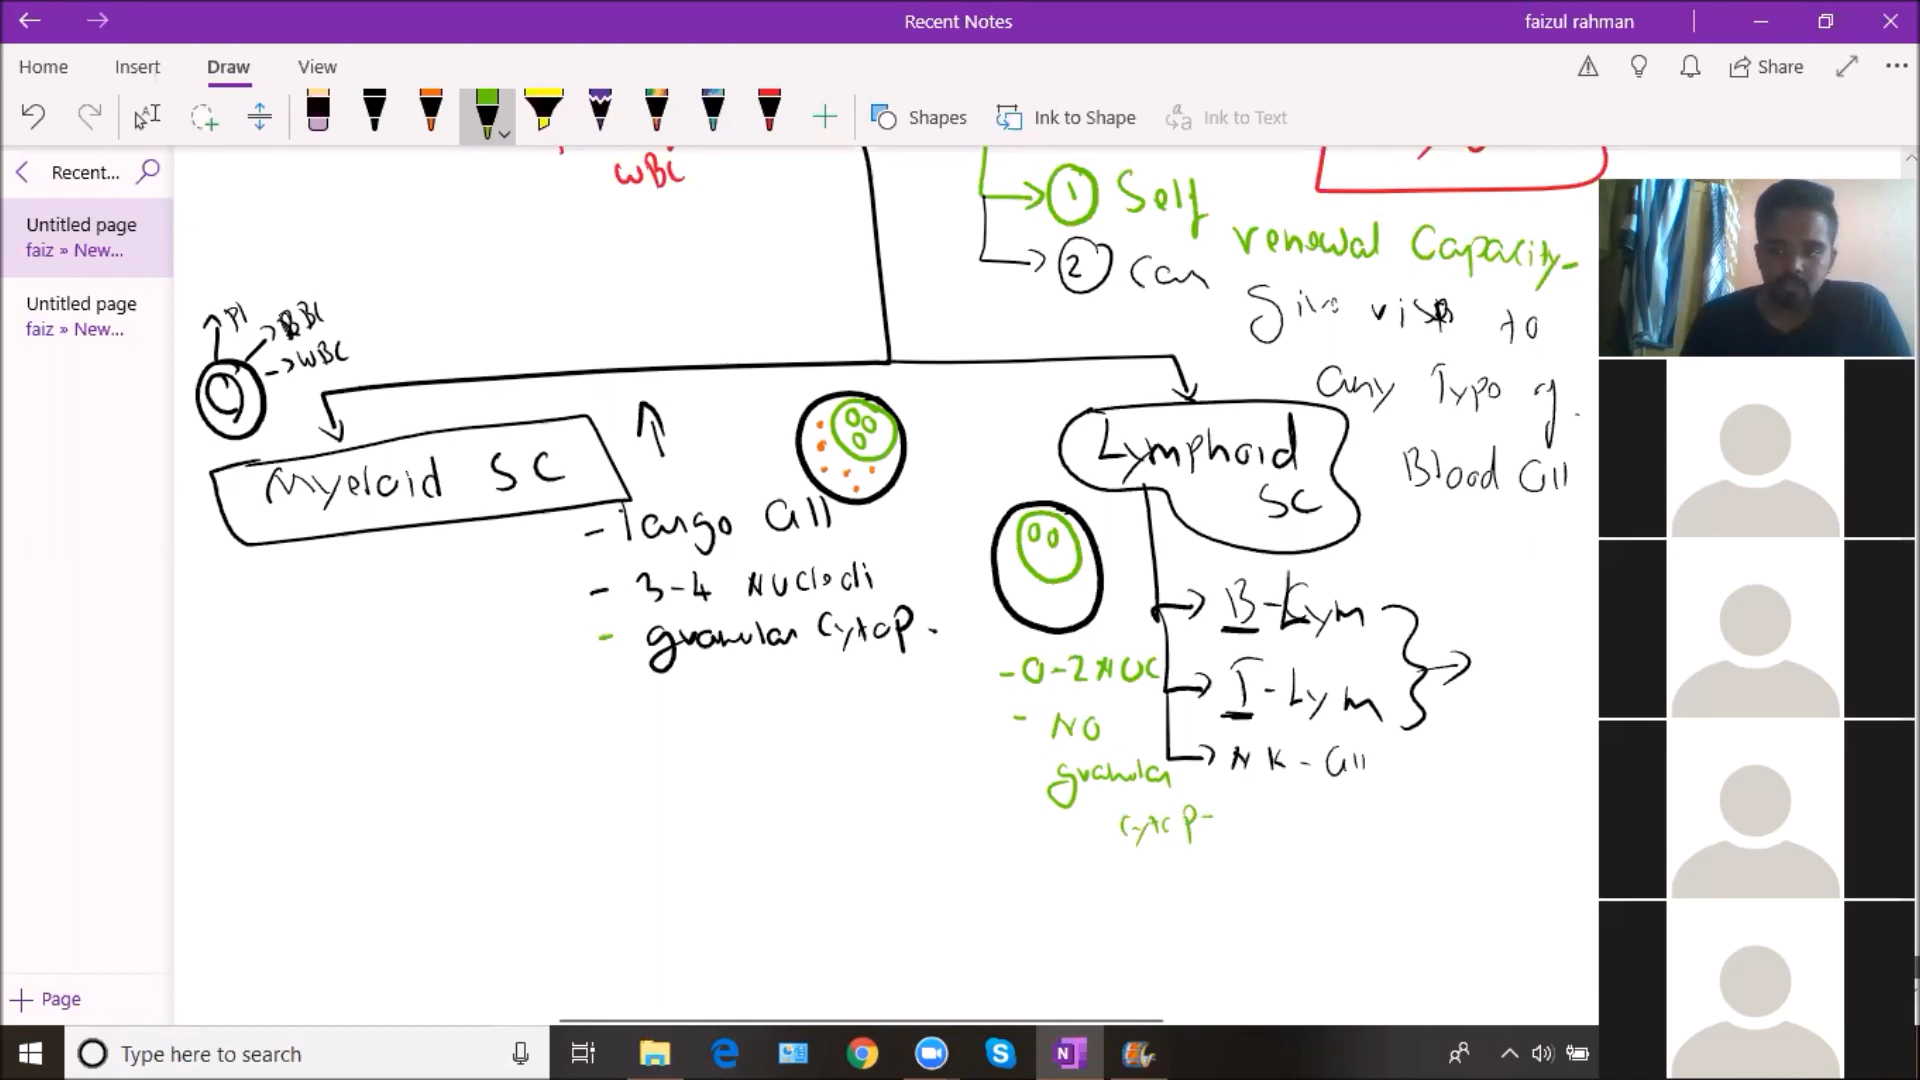 Recent Notes
faizul rahman
Home
Insert
Draw
View
Share
Shapes
Ink to Shape
Ink to Text
Recent...
Untitled page
faiz » New...
Untitled page
faiz » New...
WBC
1 Self
renewal Capacity-
2 Can
Give rise to
any Type of
Blood Cell
Pl
RBC
WBC
Myeloid SC
Lymphoid
SC
- Large Cell
- 3-4 Nucleoli
- granular CytoP.
B-Lym
T-Lym
NK-Cell
-0-2 NUC
- NO
granular
CytoP-
Page
Type here to search